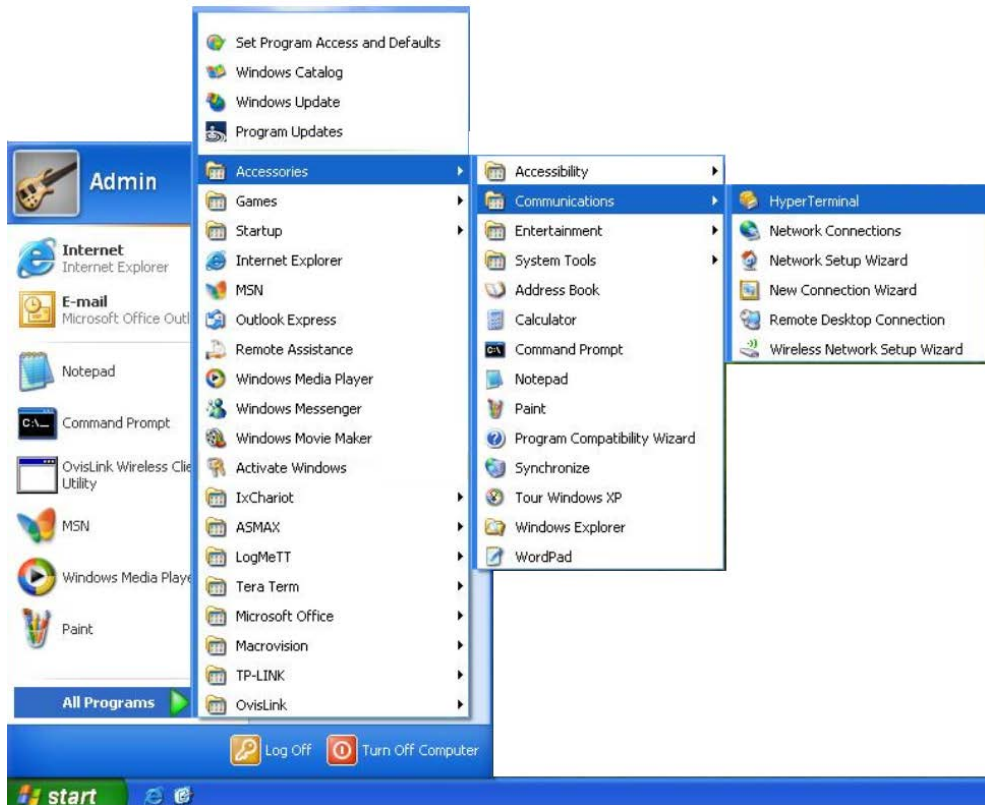 Set Program Access and Defaults
Windows Catalog
Windows Update
Program Updates
Admin
Internet
Internet Explorer
E-mail
Microsoft Office Outl
Notepad
Command Prompt
OvisLink Wireless Clie
Utility
MSN
Windows Media Playe
Paint
All Programs
Accessories
Games
Startup
Internet Explorer
MSN
Outlook Express
Remote Assistance
Windows Media Player
Windows Messenger
Windows Movie Maker
Activate Windows
IxChariot
ASMAX
LogMeTT
Tera Term
Microsoft Office
Macrovision
TP-LINK
OvisLink
Accessibility
Communications
Entertainment
System Tools
Address Book
Calculator
Command Prompt
Notepad
Paint
Program Compatibility Wizard
Synchronize
Tour Windows XP
Windows Explorer
WordPad
HyperTerminal
Network Connections
Network Setup Wizard
New Connection Wizard
Remote Desktop Connection
Wireless Network Setup Wizard
Log Off
Turn Off Computer
start